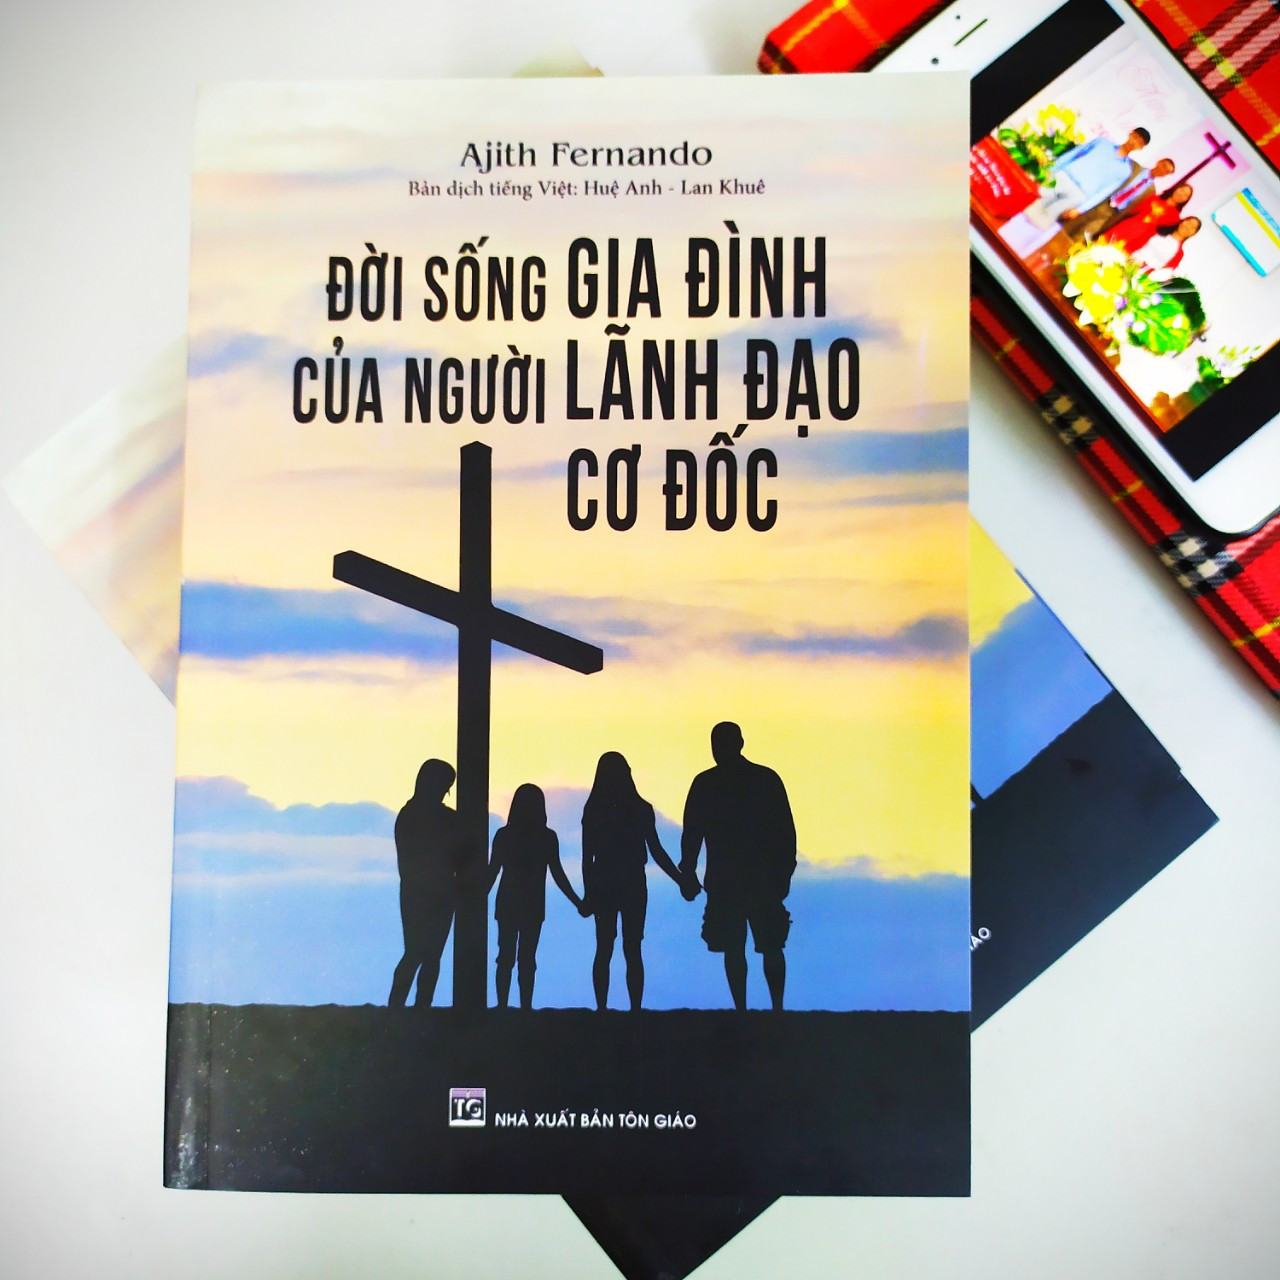 Ajith Fernando
Bản dịch tiếng Việt: Huệ Anh - Lan Khuê
ĐỜI SỐNG GIA ĐÌNH
CỦA NGƯỜI LÃNH ĐẠO
CƠ ĐỐC
TG NHÀ XUẤT BẢN TÔN GIÁO